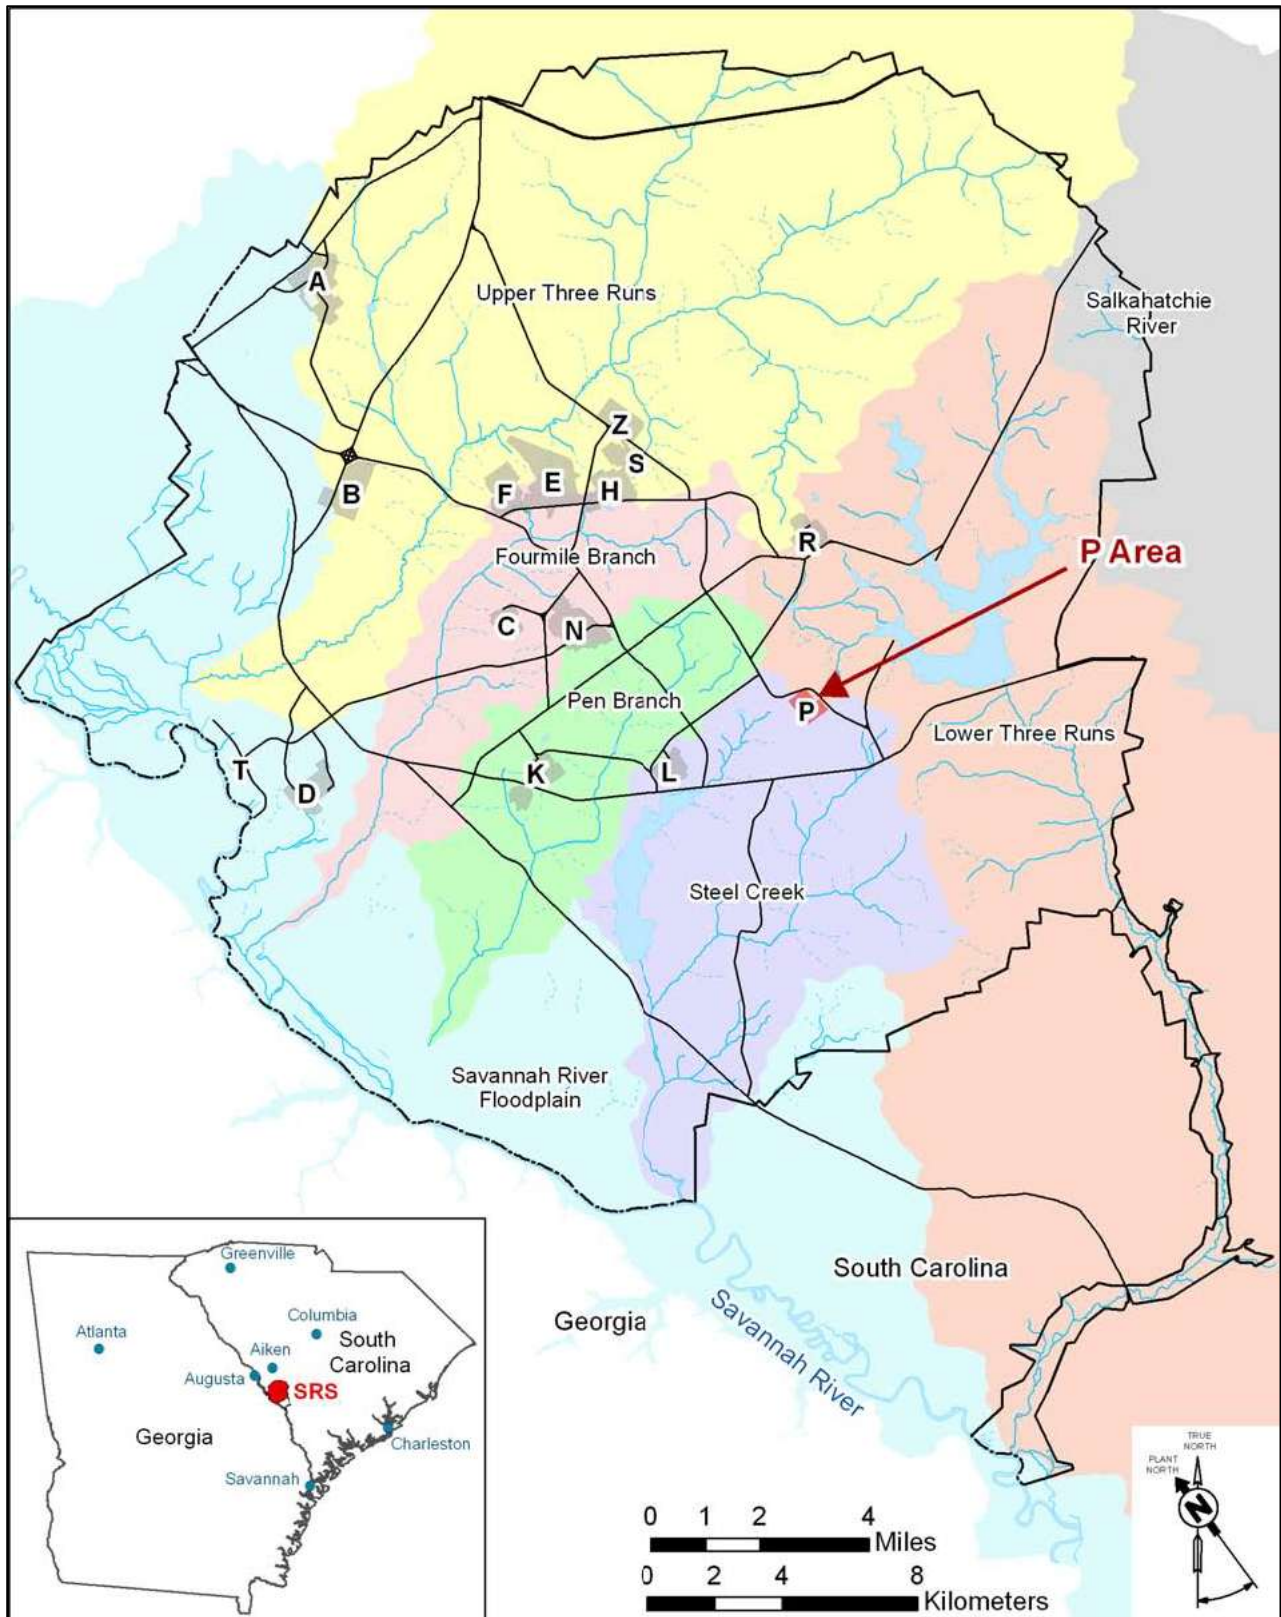 A
Upper Three Runs
Salkahatchie
River
Z
S
B
F
E
H
R
Fourmile Branch
P Area
C
N
Pen Branch
P
Lower Three Runs
T
D
K
L
Steel Creek
Savannah River
Floodplain
South Carolina
Georgia
Savannah River
Greenville
Columbia
Atlanta
South
Carolina
Aiken
Augusta
SRS
Georgia
Charleston
Savannah
0 1 2 4
Miles
0 2 4 8
Kilometers
TRUE
NORTH
PLANT
NORTH
N